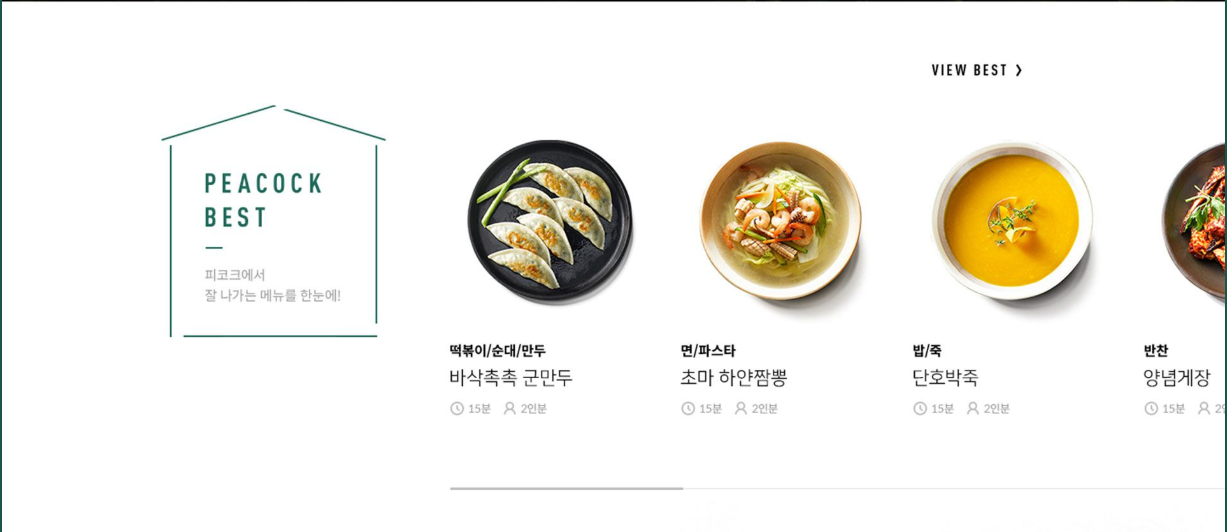 VIEW BEST
PEACOCK
BEST
피코크에서
잘 나가는 메뉴를 한눈에!
떡볶이/순대/만두
바삭촉촉 군만두
15분 2인분
면/파스타
초마 하얀짬뽕
15분 2인분
밥/죽
단호박죽
15분 2인분
반찬
양념게장
15분